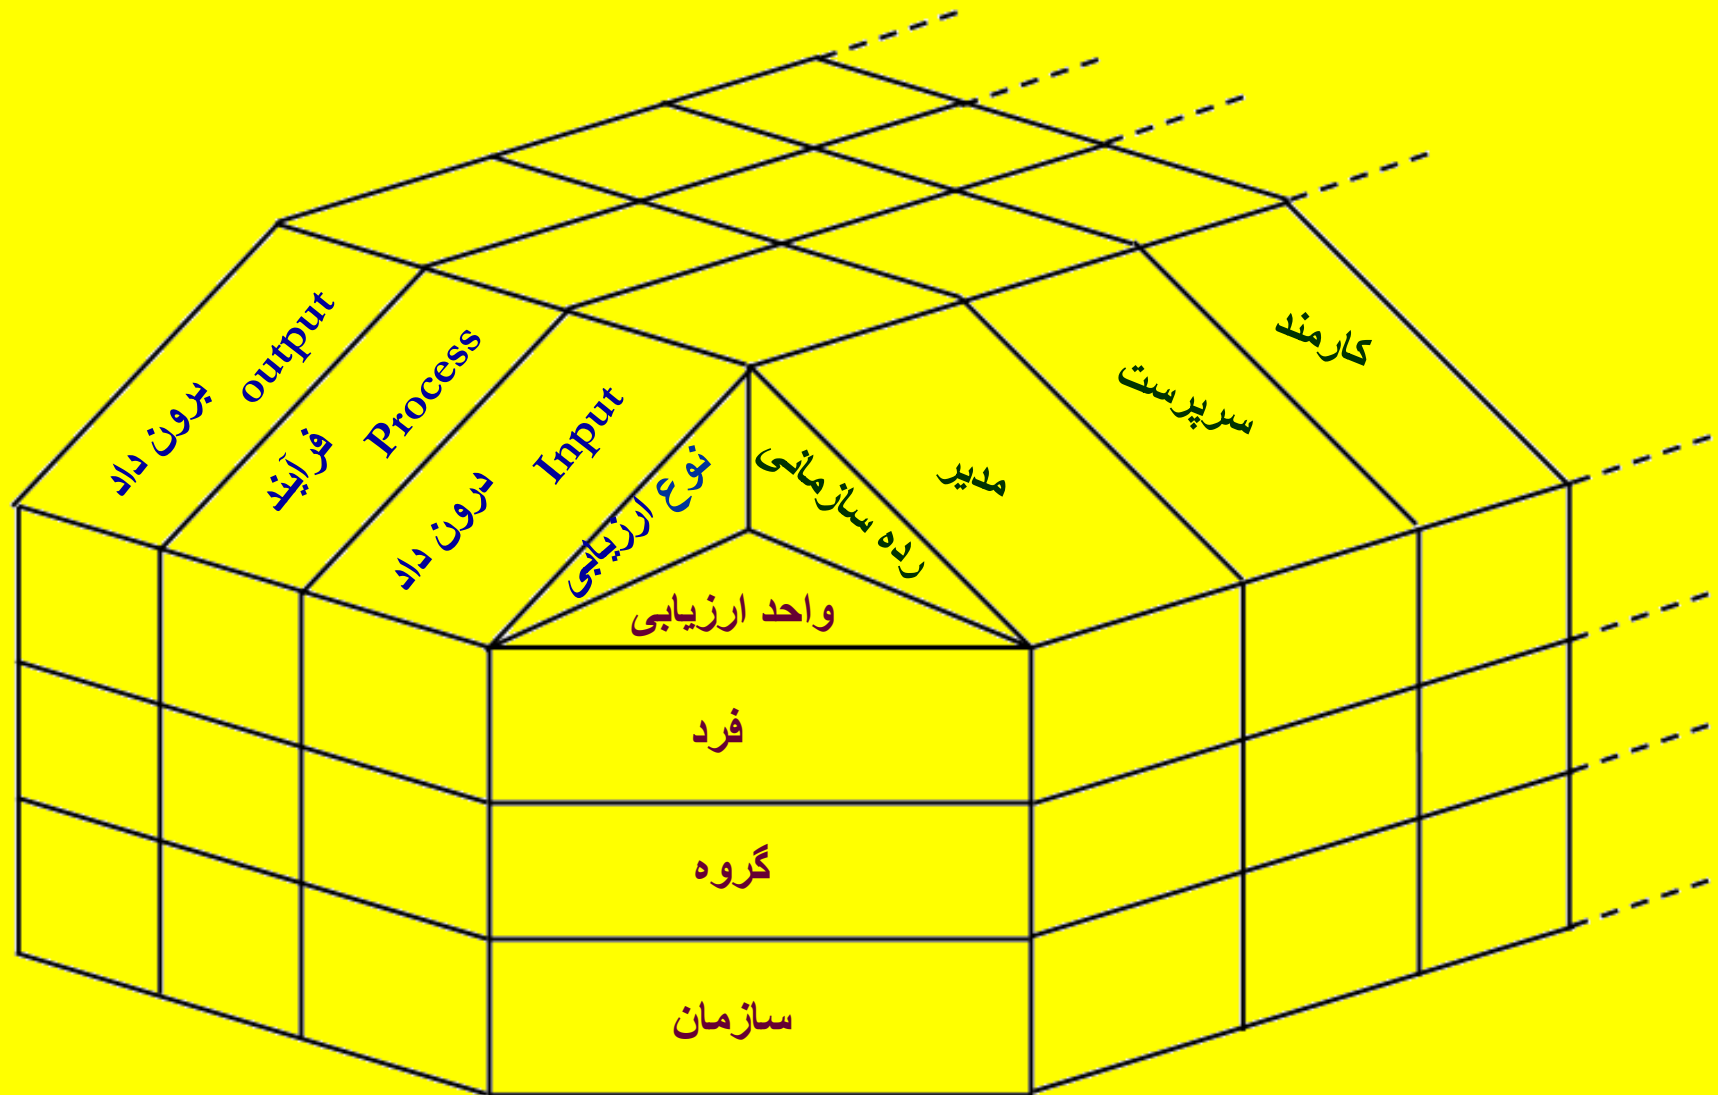 برون داد output
فرآیند Process
درون داد Input
نوع ارزیابی
رده سازمانی
مدیر
سرپرست
کارمند
واحد ارزیابی
فرد
گروه
سازمان